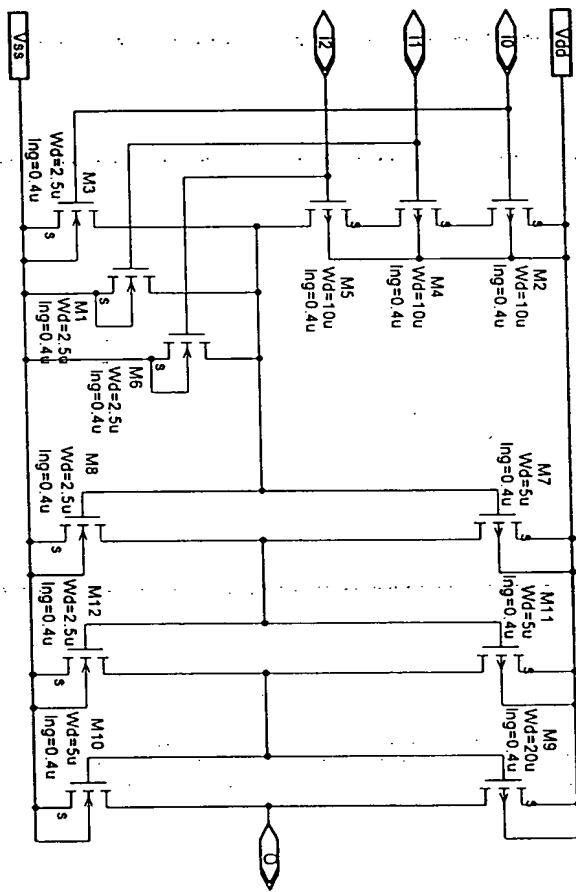 Vdd
I0
I1
I2
Vss
M2
Wd=10u
lng=0.4u
M4
Wd=10u
lng=0.4u
M5
Wd=10u
lng=0.4u
M3
Wd=2.5u
lng=0.4u
M1
Wd=2.5u
lng=0.4u
M6
Wd=2.5u
lng=0.4u
M7
Wd=5u
lng=0.4u
M8
Wd=2.5u
lng=0.4u
M11
Wd=5u
lng=0.4u
M12
Wd=2.5u
lng=0.4u
M9
Wd=20u
lng=0.4u
M10
Wd=5u
lng=0.4u
O
s
s
s
s
s
s
s
s
s
s
s
s